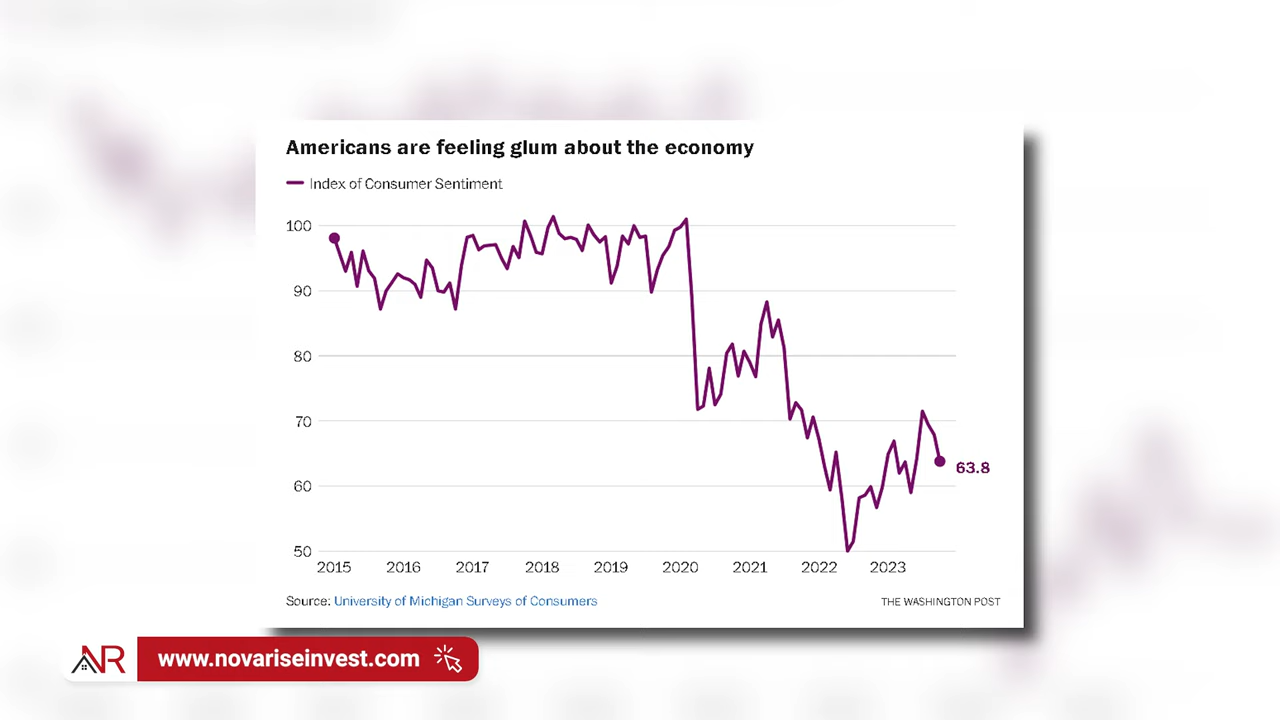 Americans are feeling glum about the economy
Index of Consumer Sentiment
100
90
80
70
60
50
63.8
2015 2016 2017 2018 2019 2020 2021 2022 2023
Source: University of Michigan Surveys of Consumers
THE WASHINGTON POST
NR
www.novariseinvest.com